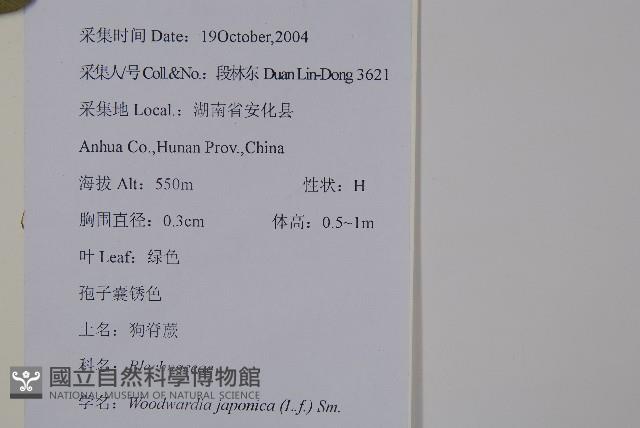 采集时间 Date：19October,2004
采集人/号 Coll.&No.：段林东 Duan Lin-Dong 3621
采集地 Local.：湖南省安化县
Anhua Co.,Hunan Prov.,China
海拔 Alt：550m 性状：H
胸围直径：0.3cm 体高：0.5~1m
叶 Leaf：绿色
孢子囊锈色
土名：狗脊蕨
科名：
國立自然科學博物館
NATIONAL MUSEUM OF NATURAL SCIENCE
学名：Woodwardia japonica (L.f.) Sm.